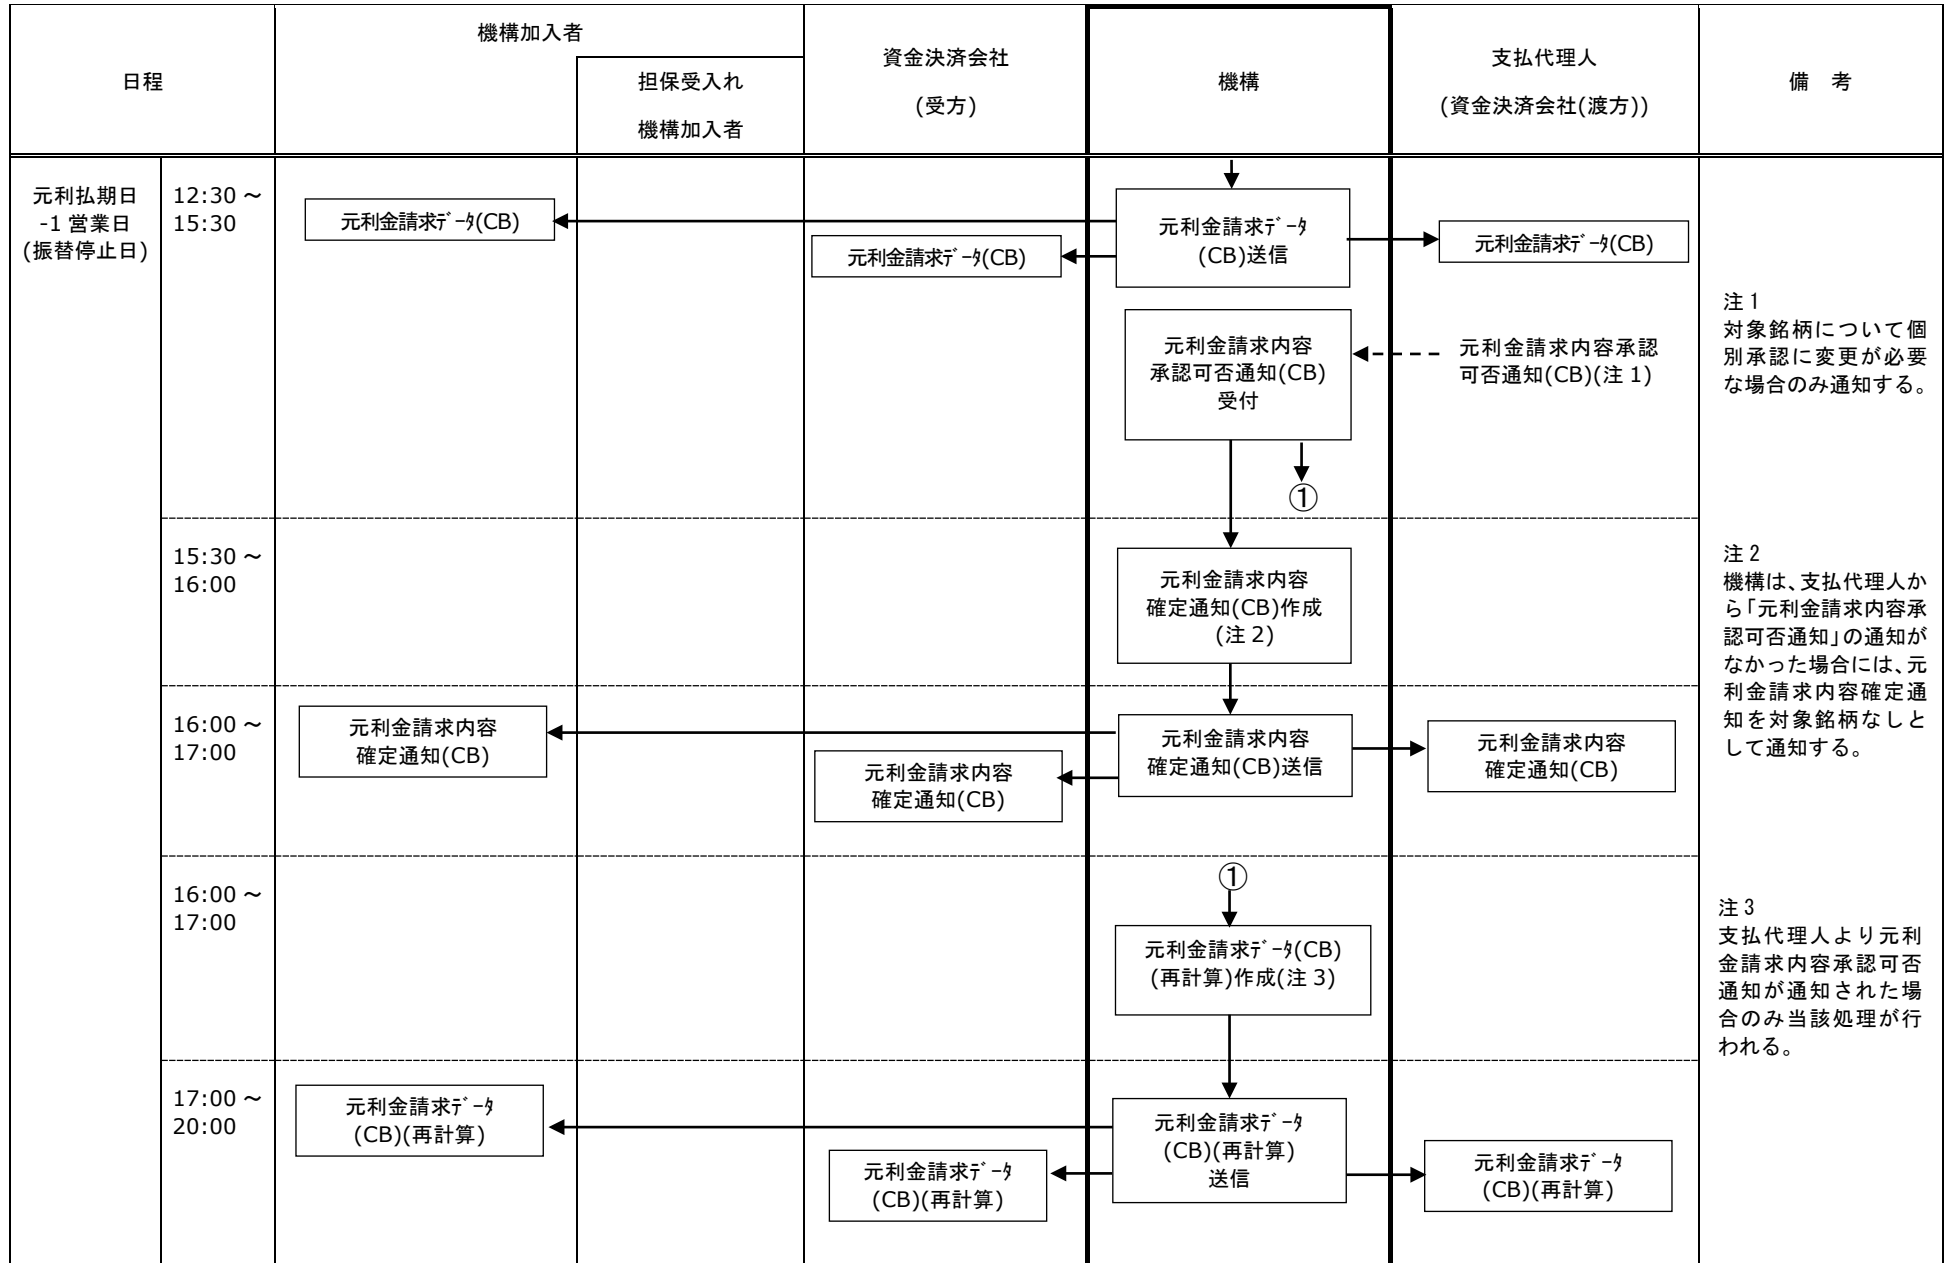 日程
機構加入者
担保受入れ
機構加入者
資金決済会社
(受方)
機構
支払代理人
(資金決済会社(渡方))
備　考
元利払期日
-1 営業日
(振替停止日)
12:30～
15:30
元利金請求ﾃﾞｰﾀ(CB)
元利金請求ﾃﾞｰﾀ(CB)
元利金請求ﾃﾞｰﾀ
(CB)送信
元利金請求ﾃﾞｰﾀ(CB)
元利金請求内容
承認可否通知(CB)
受付
元利金請求内容承認
可否通知(CB)(注 1)
①
注 1
対象銘柄について個
別承認に変更が必要
な場合のみ通知する。
15:30～
16:00
元利金請求内容
確定通知(CB)作成
(注 2)
注 2
機構は、支払代理人か
ら「元利金請求内容承
認可否通知」の通知が
なかった場合には、元
利金請求内容確定通
知を対象銘柄なしと
して通知する。
16:00～
17:00
元利金請求内容
確定通知(CB)
元利金請求内容
確定通知(CB)
元利金請求内容
確定通知(CB)送信
元利金請求内容
確定通知(CB)
16:00～
17:00
①
元利金請求ﾃﾞｰﾀ(CB)
(再計算)作成(注 3)
注 3
支払代理人より元利
金請求内容承認可否
通知が通知された場
合のみ当該処理が行
われる。
17:00～
20:00
元利金請求ﾃﾞｰﾀ
(CB)(再計算)
元利金請求ﾃﾞｰﾀ
(CB)(再計算)
元利金請求ﾃﾞｰﾀ
(CB)(再計算)
送信
元利金請求ﾃﾞｰﾀ
(CB)(再計算)